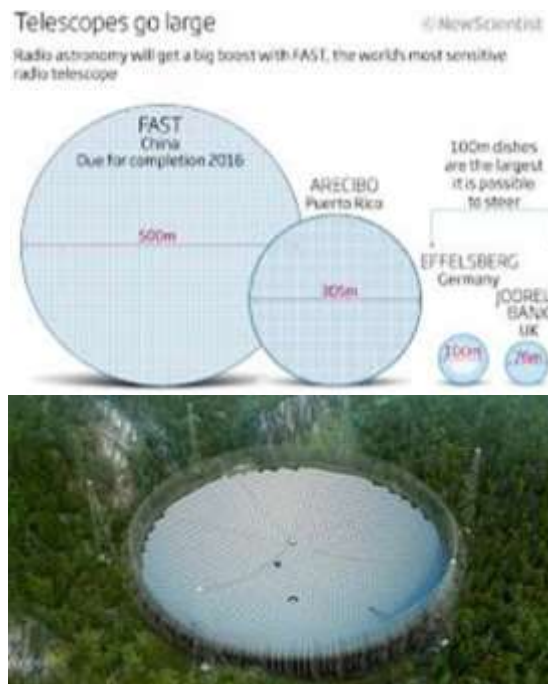 Telescopes go large
© NewScientist
Radio astronomy will get a big boost with FAST, the world's most sensitive
radio telescope
FAST
China
Due for completion 2016
500m
ARECIBO
Puerto Rico
305m
100m dishes
are the largest
it is possible
to steer
EFFELSBERG
Germany
100m
JODREL
BANK
UK
76m